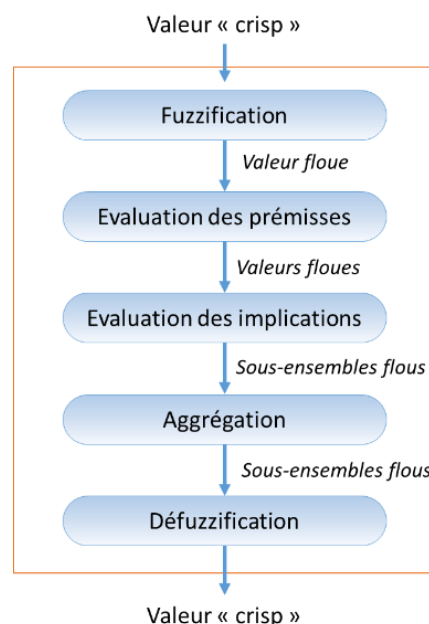 Valeur « crisp »
Fuzzification
Valeur floue
Evaluation des prémisses
Valeurs floues
Evaluation des implications
Sous-ensembles flous
Aggrégation
Sous-ensembles flous
Défuzzification
Valeur « crisp »